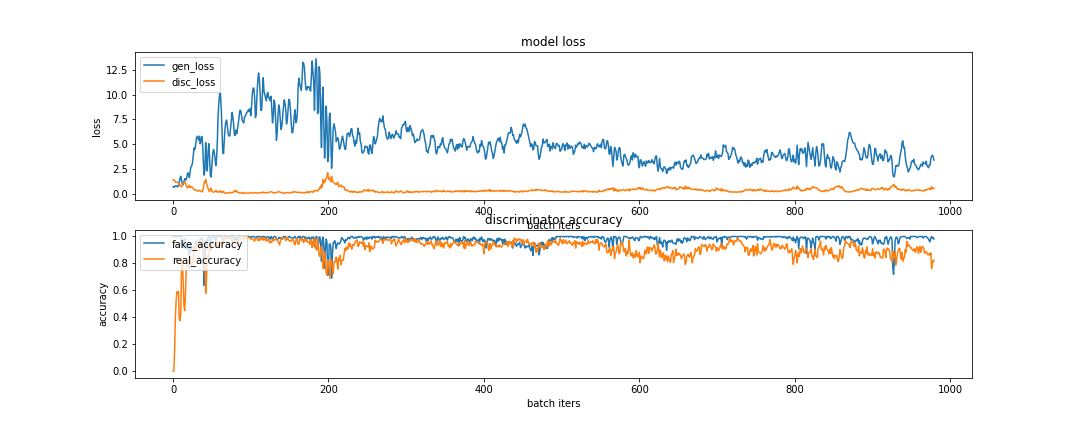 model loss
gen_loss
disc_loss
12.5
10.0
7.5
5.0
2.5
0.0
loss
0 200 400 600 800 1000
batch iters
discriminator accuracy
fake_accuracy
real_accuracy
1.0
0.8
0.6
0.4
0.2
0.0
accuracy
0 200 400 600 800 1000
batch iters